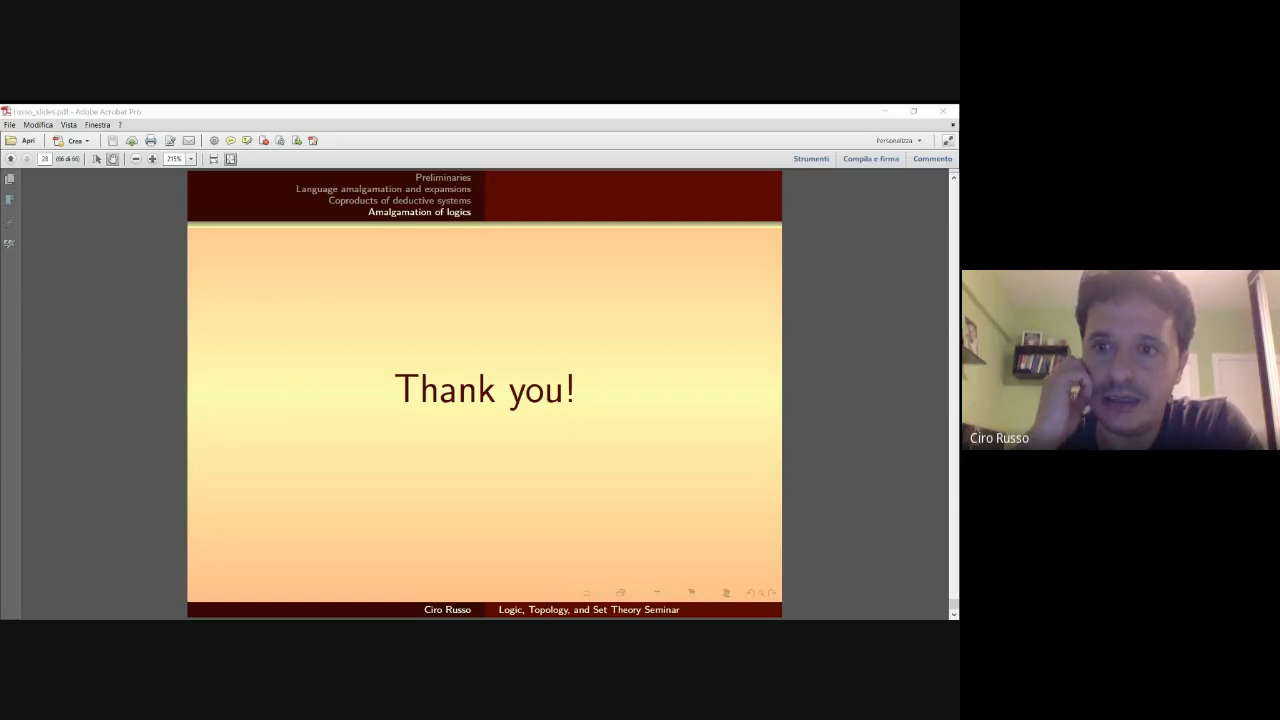 russo_slides.pdf - Adobe Acrobat Pro
File Modifica Vista Finestra ?
Apri Crea Personalizza
28 (66 di 66) 215% Strumenti Compila e firma Commento
Preliminaries
Language amalgamation and expansions
Coproducts of deductive systems
Amalgamation of logics
Thank you!
Ciro Russo Logic, Topology, and Set Theory Seminar
Ciro Russo